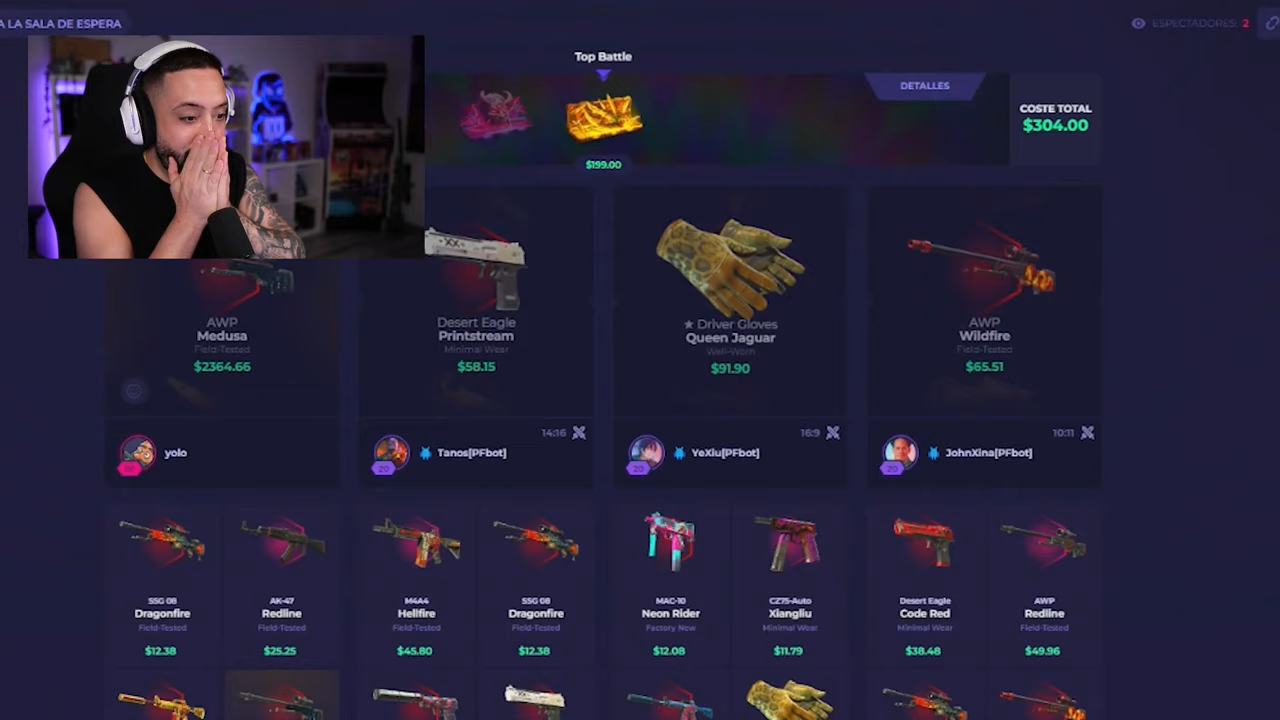 A LA SALA DE ESPERA
ESPECTADORES: 2
Top Battle
DETALLES
COSTE TOTAL
$304.00
$199.00
AWP
Medusa
Field-Tested
$2364.66
Desert Eagle
Printstream
Minimal Wear
$58.15
★ Driver Gloves
Queen Jaguar
Well-Worn
$91.90
AWP
Wildfire
Field-Tested
$65.51
yolo
14:16
20
Tanos[PFbot]
16:9
20
YeXiu[PFbot]
10:11
20
JohnXina[PFbot]
SSG 08
Dragonfire
Field-Tested
$12.38
AK-47
Redline
Field-Tested
$25.25
M4A4
Hellfire
Field-Tested
$45.80
SSG 08
Dragonfire
Field-Tested
$12.38
MAC-10
Neon Rider
Factory New
$12.08
CZ75-Auto
Xiangliu
Minimal Wear
$11.79
Desert Eagle
Code Red
Minimal Wear
$38.48
AWP
Redline
Field-Tested
$49.96